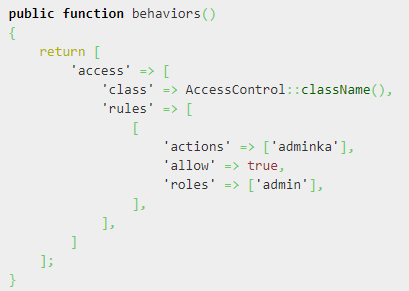 public function behaviors()
{
    return [
        'access' => [
            'class' => AccessControl::className(),
            'rules' => [
                [
                    'actions' => ['adminka'],
                    'allow' => true,
                    'roles' => ['admin'],
                ],
            ],
        ]
    ];
}